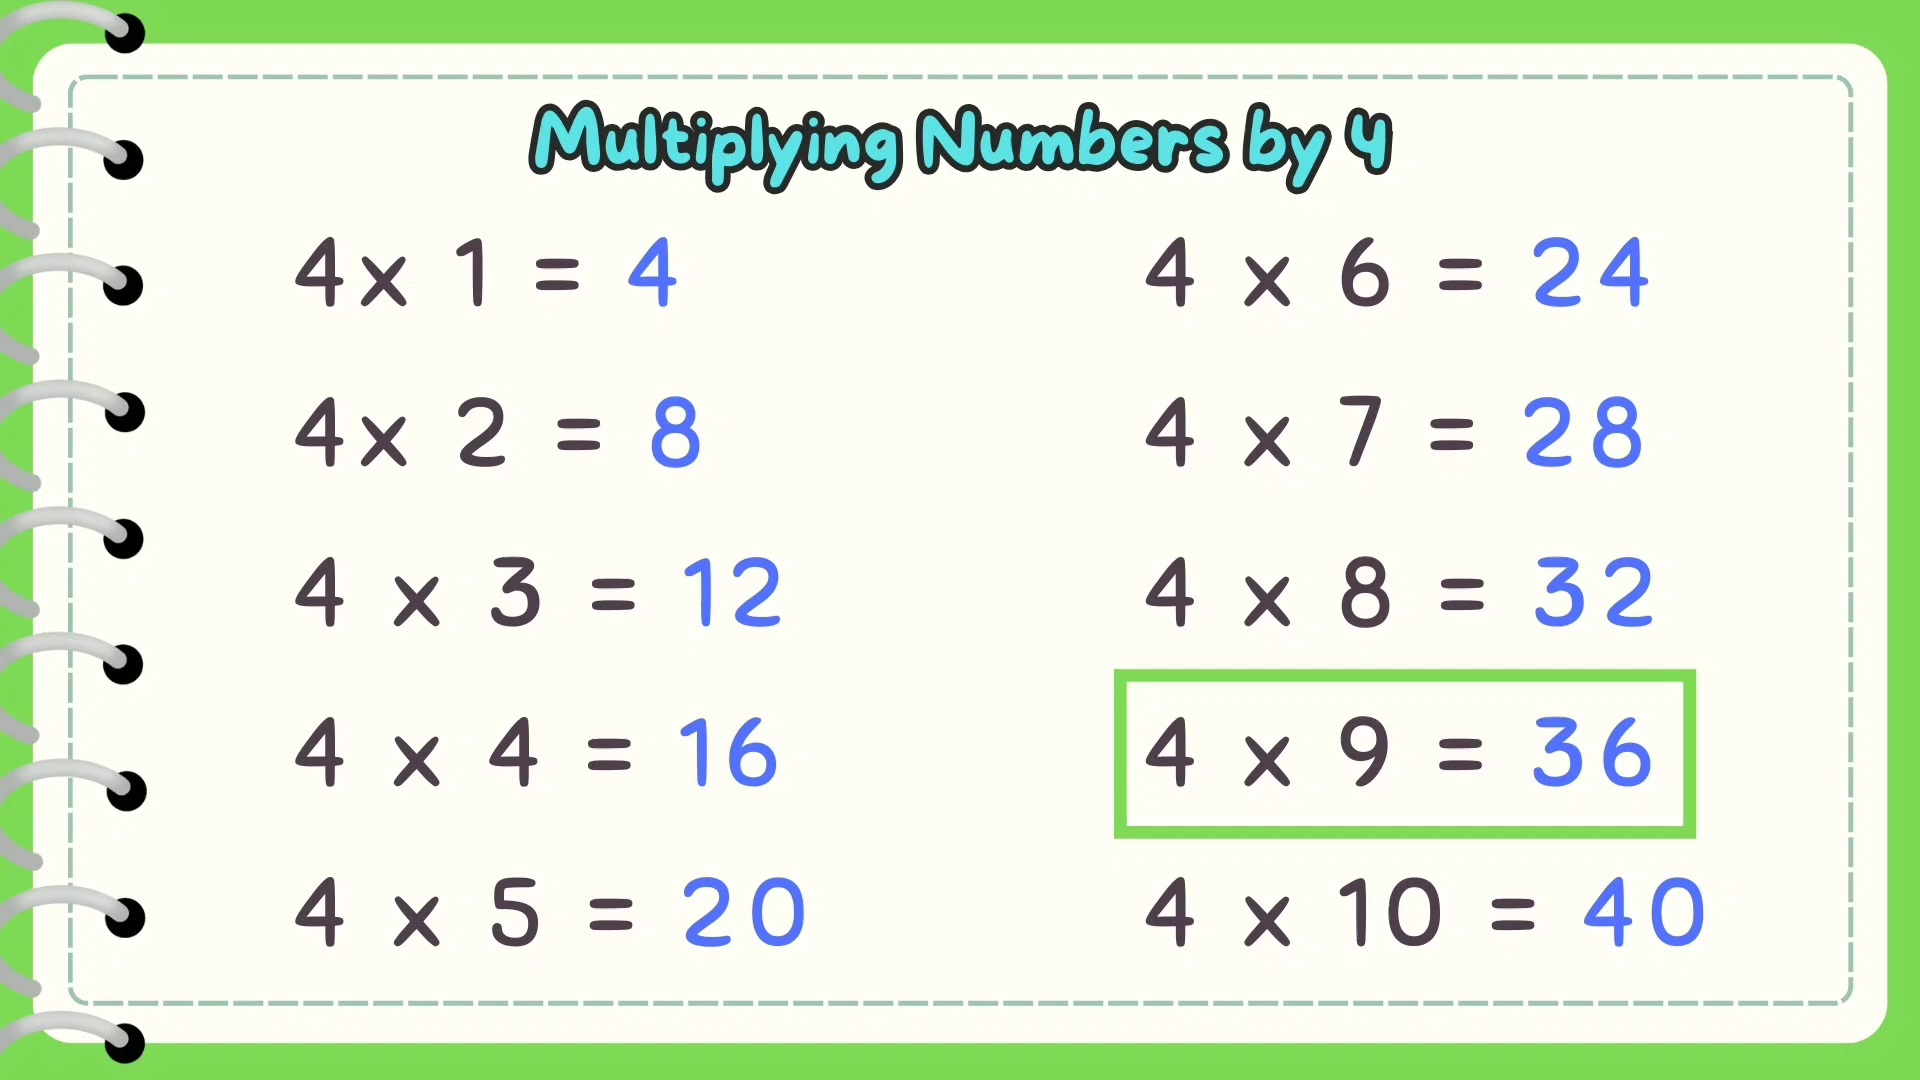 Multiplying Numbers by 4
4x 1 = 4
4x 2 = 8
4 x 3 = 12
4 x 4 = 16
4 x 5 = 20
4 x 6 = 24
4 x 7 = 28
4 x 8 = 32
4 x 9 = 36
4 x 10 = 40